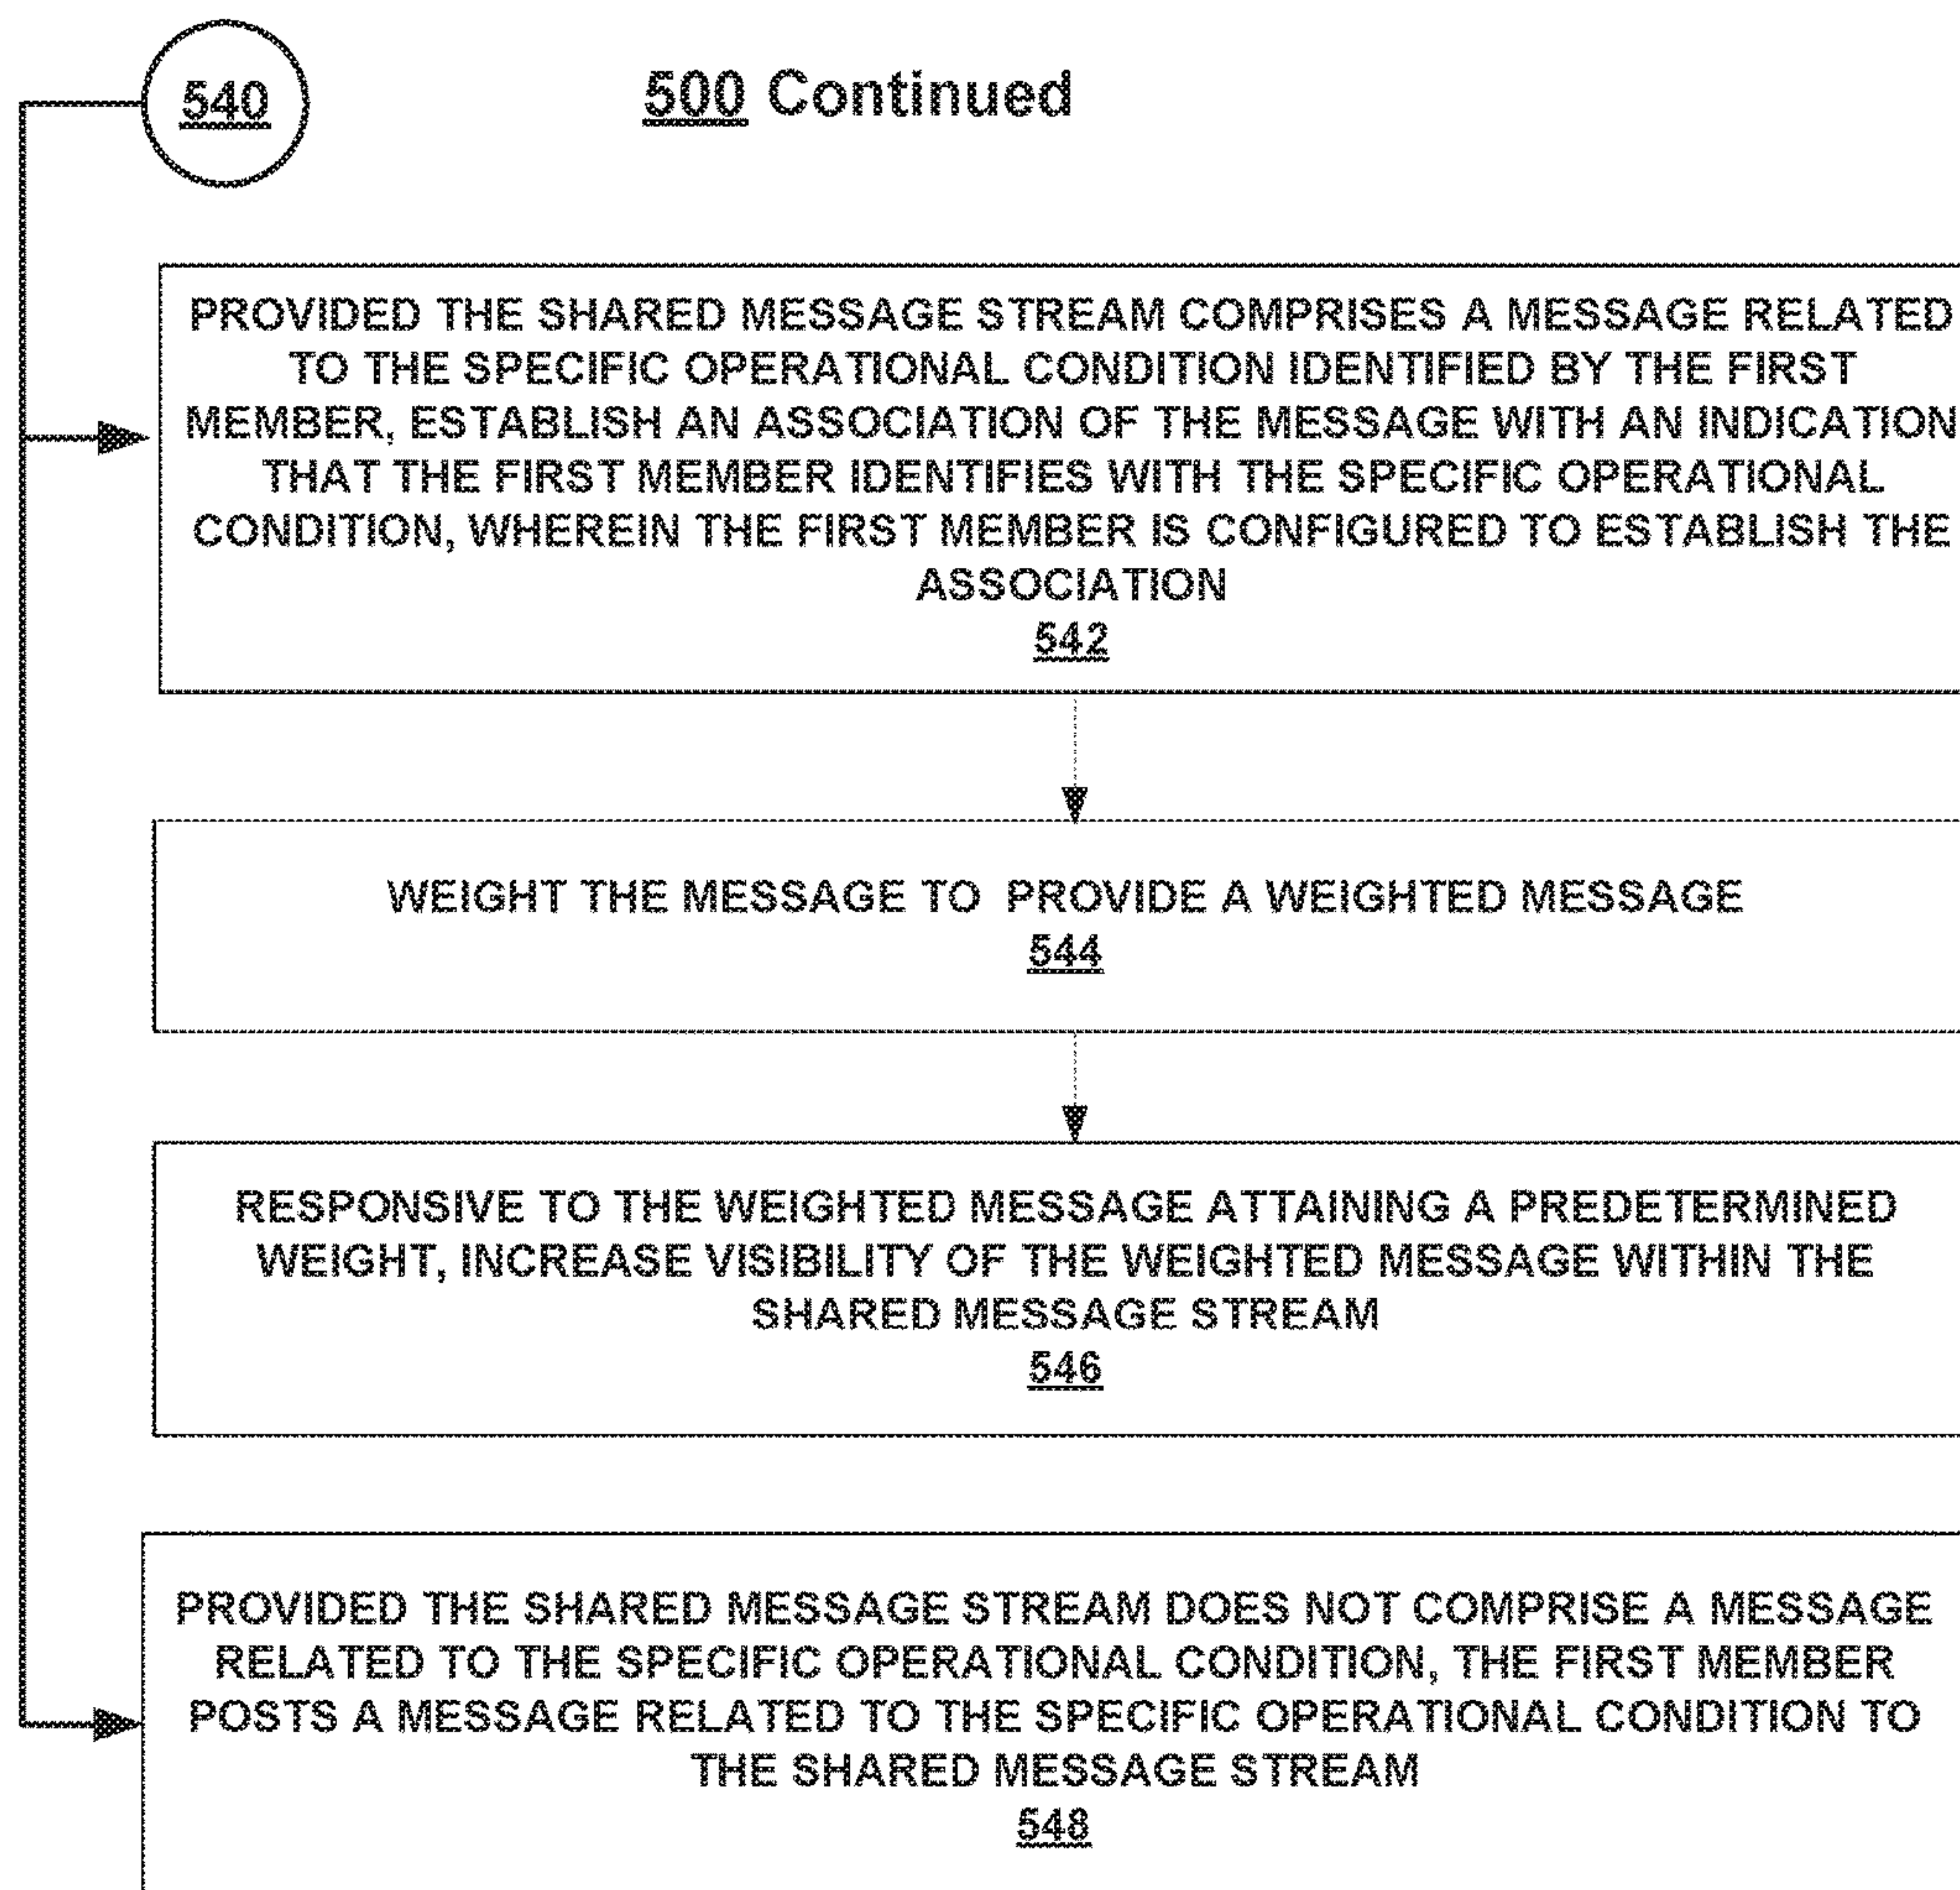 540
500 Continued
PROVIDED THE SHARED MESSAGE STREAM COMPRISES A MESSAGE RELATED
TO THE SPECIFIC OPERATIONAL CONDITION IDENTIFIED BY THE FIRST
MEMBER, ESTABLISH AN ASSOCIATION OF THE MESSAGE WITH AN INDICATION
THAT THE FIRST MEMBER IDENTIFIES WITH THE SPECIFIC OPERATIONAL
CONDITION, WHEREIN THE FIRST MEMBER IS CONFIGURED TO ESTABLISH THE
ASSOCIATION
542
WEIGHT THE MESSAGE TO PROVIDE A WEIGHTED MESSAGE
544
RESPONSIVE TO THE WEIGHTED MESSAGE ATTAINING A PREDETERMINED
WEIGHT, INCREASE VISIBILITY OF THE WEIGHTED MESSAGE WITHIN THE
SHARED MESSAGE STREAM
546
PROVIDED THE SHARED MESSAGE STREAM DOES NOT COMPRISE A MESSAGE
RELATED TO THE SPECIFIC OPERATIONAL CONDITION, THE FIRST MEMBER
POSTS A MESSAGE RELATED TO THE SPECIFIC OPERATIONAL CONDITION TO
THE SHARED MESSAGE STREAM
548